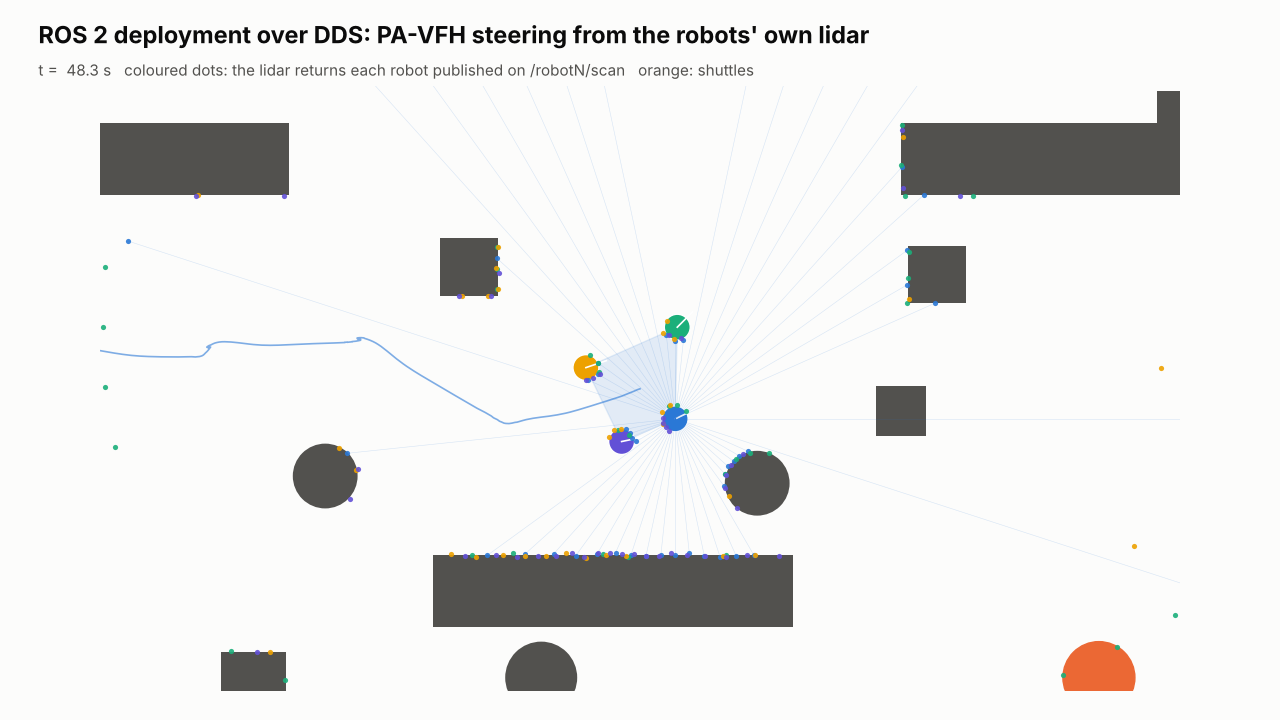 ROS 2 deployment over DDS: PA-VFH steering from the robots' own lidar
t =  48.3 s   coloured dots: the lidar returns each robot published on /robotN/scan   orange: shuttles